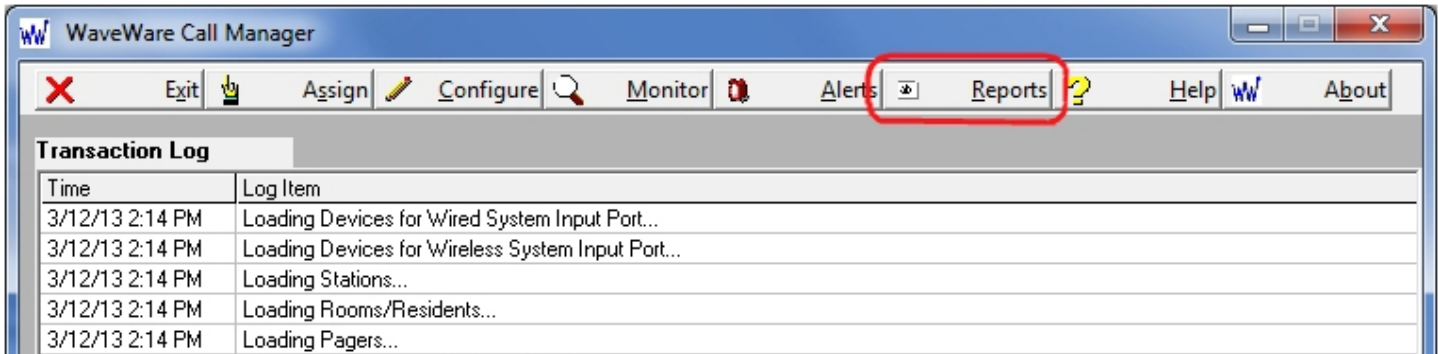 WaveWare Call Manager
Exit Assign Configure Monitor Alerts Reports Help About
Transaction Log
Time Log Item
3/12/13 2:14 PM Loading Devices for Wired System Input Port...
3/12/13 2:14 PM Loading Devices for Wireless System Input Port...
3/12/13 2:14 PM Loading Stations...
3/12/13 2:14 PM Loading Rooms/Residents...
3/12/13 2:14 PM Loading Pagers...